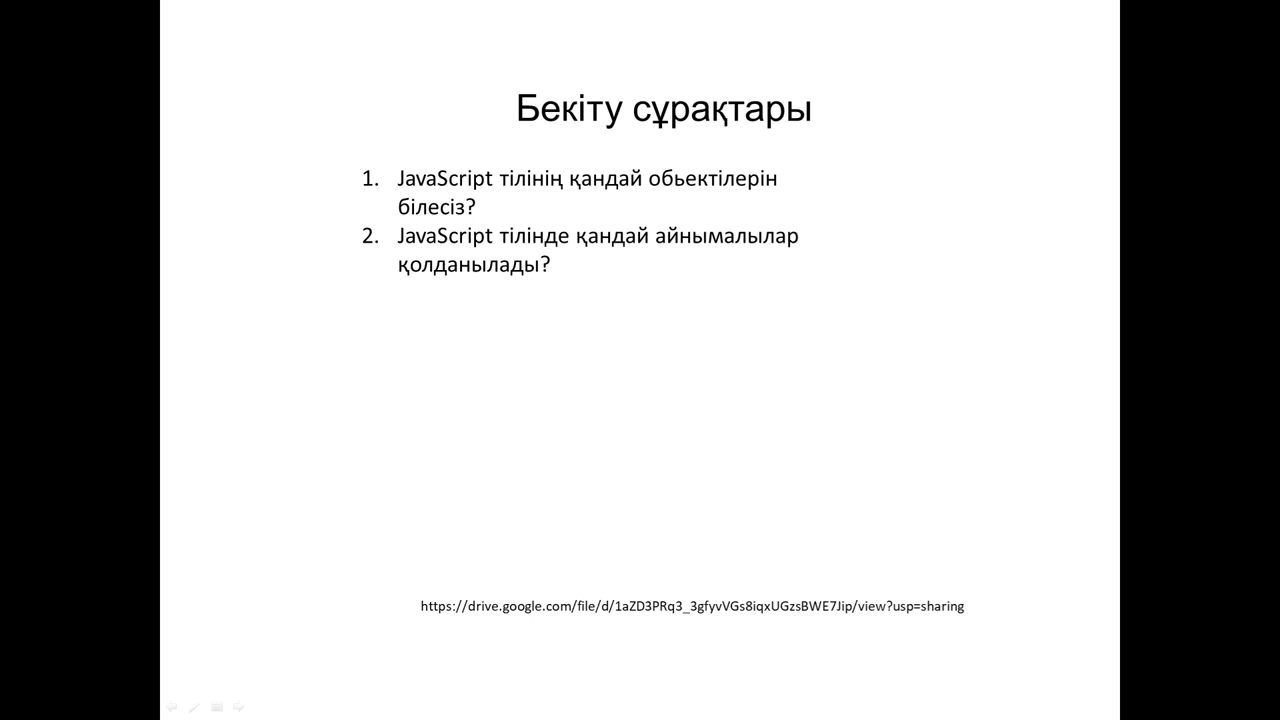 Бекіту сұрақтары
1. JavaScript тілінің қандай обьектілерін
білесіз?
2. JavaScript тілінде қандай айнымалылар
қолданылады?
https://drive.google.com/file/d/1aZD3PRq3_3gfyvVGs8iqxUGzsBWE7Jip/view?usp=sharing